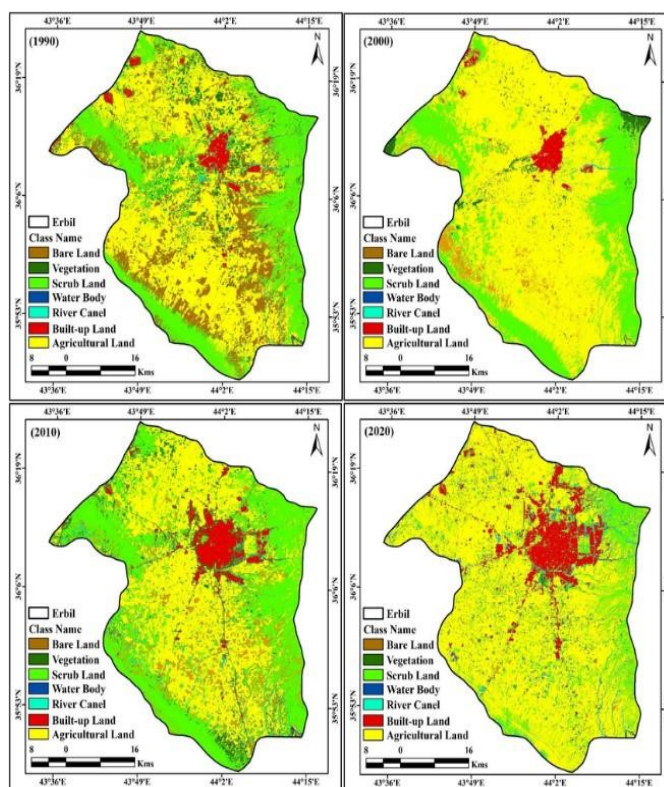 43°36'E 43°49'E 44°2'E 44°15'E
(1990)
N
36°19'N
36°6'N
35°53'N
Erbil
Class Name
Bare Land
Vegetation
Scrub Land
Water Body
River Canel
Built-up Land
Agricultural Land
8 0 16
Kms
43°36'E 43°49'E 44°2'E 44°15'E
43°36'E 43°49'E 44°2'E 44°15'E
(2000)
N
36°19'N
36°6'N
35°53'N
Erbil
Class Name
Bare Land
Vegetation
Scrub Land
Water Body
River Canel
Built-up Land
Agricultural Land
8 0 16
Kms
43°36'E 43°49'E 44°2'E 44°15'E
43°36'E 43°49'E 44°2'E 44°15'E
(2010)
N
36°19'N
36°6'N
35°53'N
Erbil
Class Name
Bare Land
Vegetation
Scrub Land
Water Body
River Canel
Built-up Land
Agricultural Land
8 0 16
Kms
43°36'E 43°49'E 44°2'E 44°15'E
43°36'E 43°49'E 44°2'E 44°15'E
(2020)
N
36°19'N
36°6'N
35°53'N
Erbil
Class Name
Bare Land
Vegetation
Scrub Land
Water Body
River Canel
Built-up Land
Agricultural Land
8 0 16
Kms
43°36'E 43°49'E 44°2'E 44°15'E